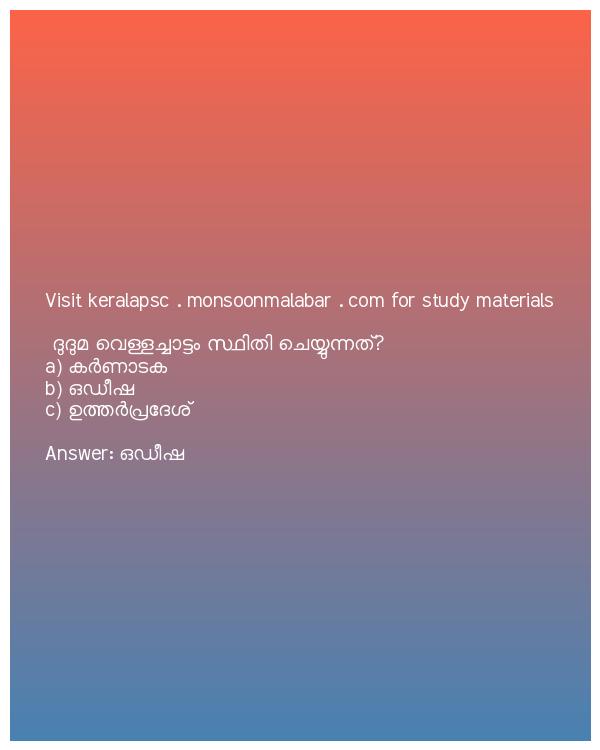 Visit keralapsc . monsoonmalabar . com for study materials
ദുദുമ വെള്ളച്ചാട്ടം സ്ഥിതി ചെയ്യുന്നത്?
a) കർണാടക
b) ഒഡീഷ
c) ഉത്തർപ്രദേശ്
Answer: ഒഡീഷ